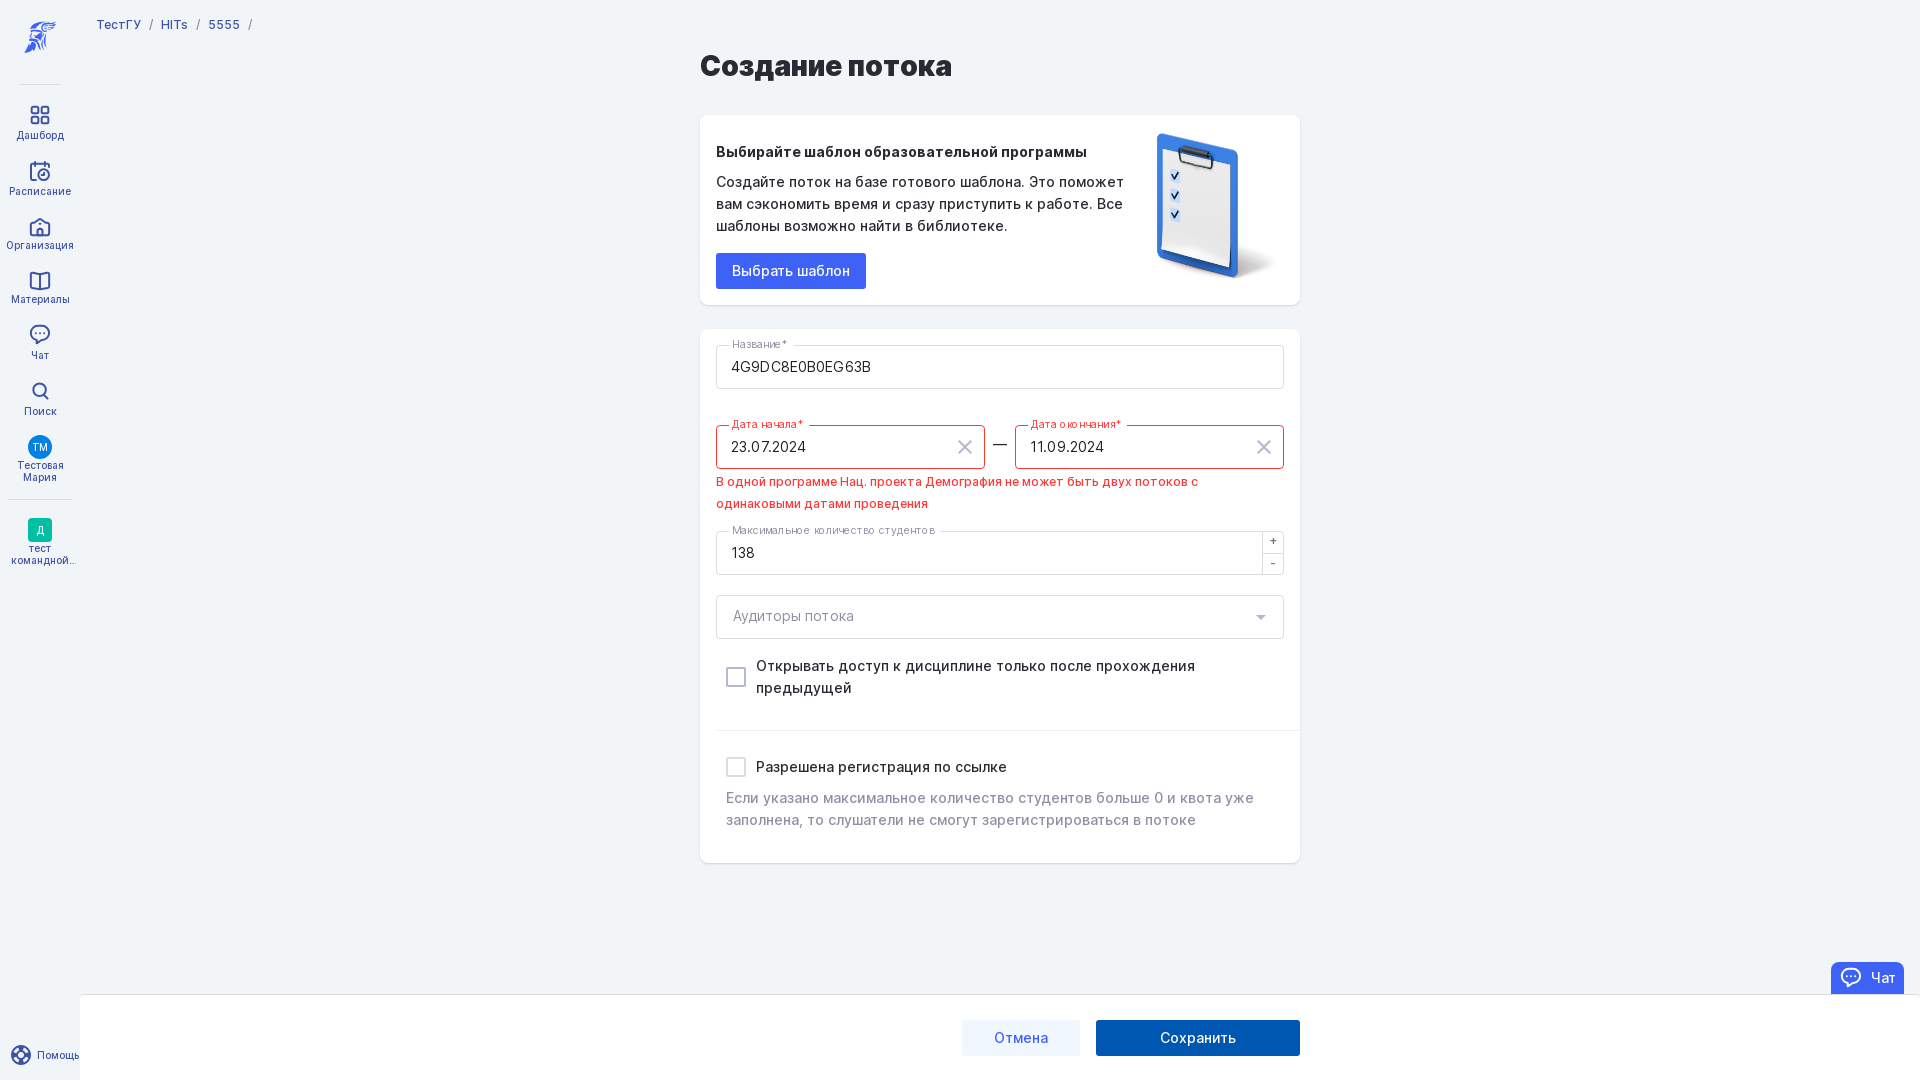 ТестГУ / HITs / 5555 /
Создание потока
Дашборд
Расписание
Организация
Материалы
Чат
Поиск
ТМ
Тестовая
Мария
Д
тест
командной...
Помощь
Выбирайте шаблон образовательной программы
Создайте поток на базе готового шаблона. Это поможет
вам сэкономить время и сразу приступить к работе. Все
шаблоны возможно найти в библиотеке.
Выбрать шаблон
Название*
4G9DC8E0B0EG63B
Дата начала* Дата окончания*
23.07.2024 — 11.09.2024
В одной программе Нац. проекта Демография не может быть двух потоков с
одинаковыми датами проведения
Максимальное количество студентов
138
+
-
Аудиторы потока
Открывать доступ к дисциплине только после прохождения
предыдущей
Разрешена регистрация по ссылке
Если указано максимальное количество студентов больше 0 и квота уже
заполнена, то слушатели не смогут зарегистрироваться в потоке
Чат
Отмена Сохранить